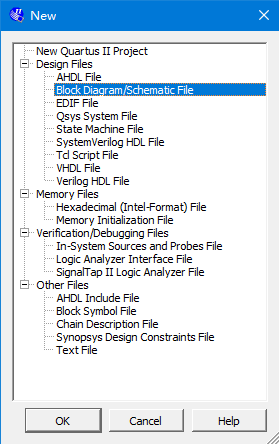 New
New Quartus II Project
Design Files
AHDL File
Block Diagram/Schematic File
EDIF File
Qsys System File
State Machine File
SystemVerilog HDL File
Tcl Script File
VHDL File
Verilog HDL File
Memory Files
Hexadecimal (Intel-Format) File
Memory Initialization File
Verification/Debugging Files
In-System Sources and Probes File
Logic Analyzer Interface File
SignalTap II Logic Analyzer File
Other Files
AHDL Include File
Block Symbol File
Chain Description File
Synopsys Design Constraints File
Text File
OK Cancel Help